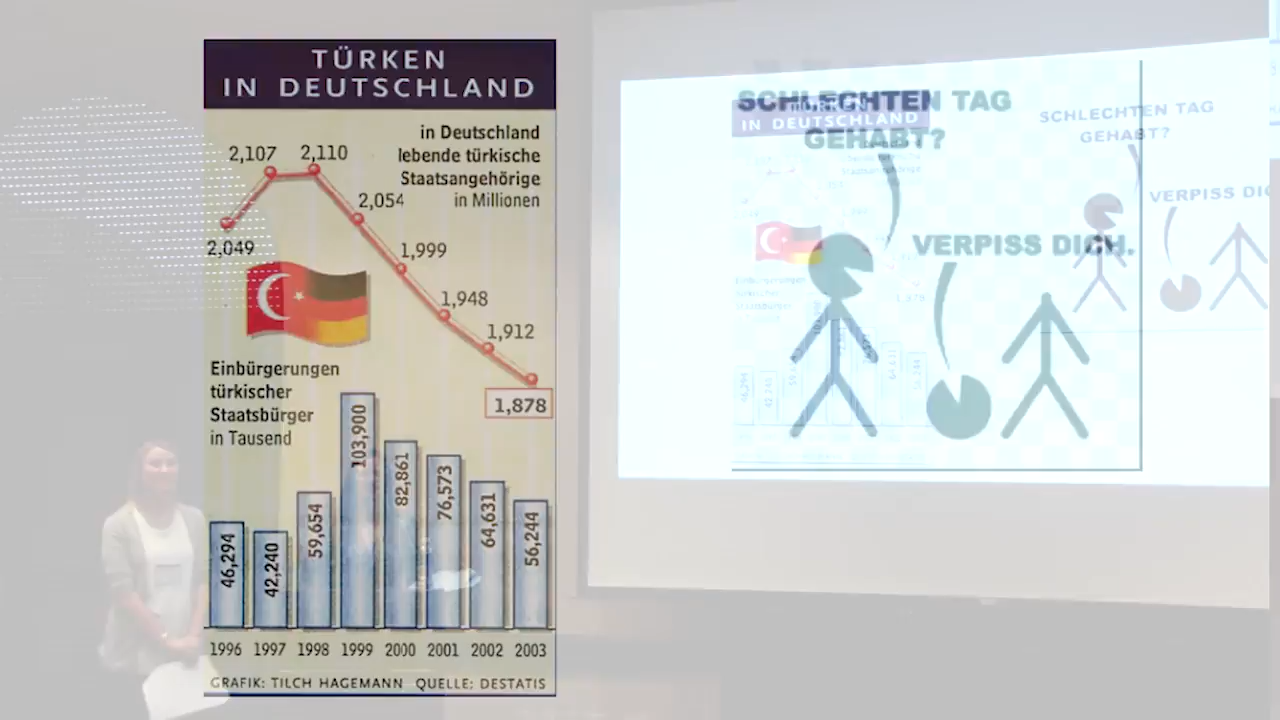 TÜRKEN
IN DEUTSCHLAND
in Deutschland
lebende türkische
Staatsangehörige
in Millionen
2,107
2,110
2,054
2,049
1,999
1,948
1,912
1,878
Einbürgerungen
türkischer
Staatsbürger
in Tausend
46,294
42,240
59,654
103,900
82,861
76,573
64,631
56,244
1996 1997 1998 1999 2000 2001 2002 2003
GRAFIK: TILCH HAGEMANN QUELLE: DESTATIS
SCHLECHTEN TAG
GEHABT?
VERPISS DICH.
TÜRKEN
IN DEUTSCHLAND
SCHLECHTEN TAG
GEHABT?
VERPISS DIC